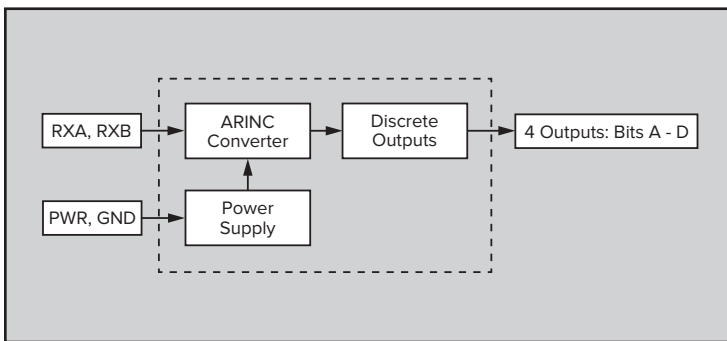 RXA, RXB
ARINC
Converter
Discrete
Outputs
4 Outputs: Bits A - D
PWR, GND
Power
Supply